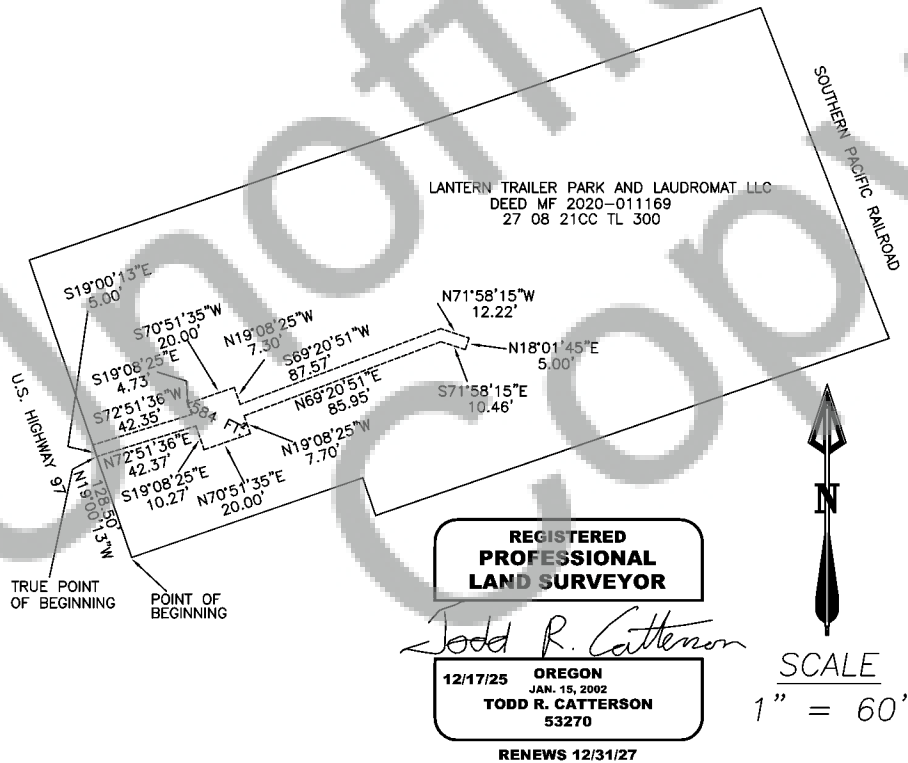 Unofficial
Copy
SOUTHERN PACIFIC RAILROAD
LANTERN TRAILER PARK AND LAUDROMAT LLC
DEED MF 2020-011169
27 08 21CC TL 300
S19°00'13"E
5.00'
S70°51'35"W
20.00'
N19°08'25"W
7.30'
S69°20'51"W
87.57'
N71°58'15"W
12.22'
N18°01'45"E
5.00'
S19°08'25"E
4.73'
S72°51'36"W
42.35'
N69°20'51"E
85.95'
S71°58'15"E
10.46'
U.S. HIGHWAY 97
N72°51'36"E
42.37'
N19°08'25"W
7.70'
S19°08'25"E
10.27'
N70°51'35"E
20.00'
128.50'
N19°00'13"W
TRUE POINT
OF BEGINNING
POINT OF
BEGINNING
N
REGISTERED
PROFESSIONAL
LAND SURVEYOR
Todd R. Catterson
12/17/25
OREGON
JAN. 15, 2002
TODD R. CATTERSON
53270
RENEWS 12/31/27
SCALE
1" = 60'